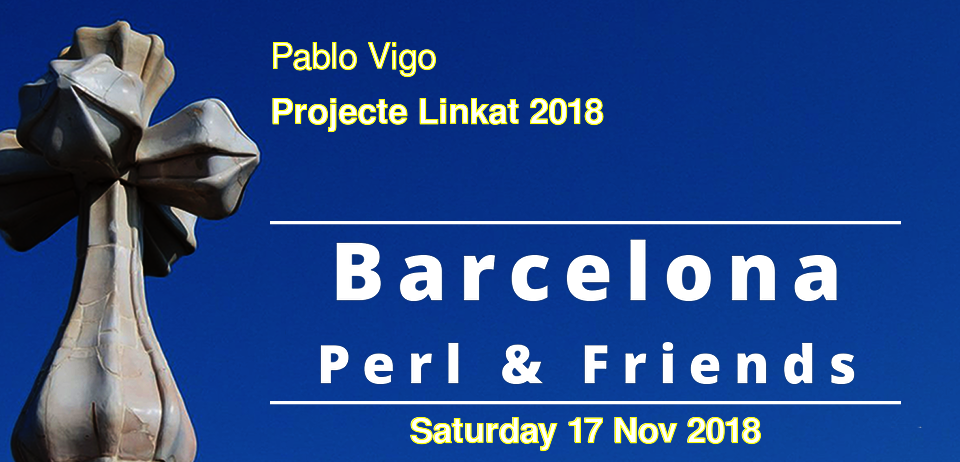 Pablo Vigo
Projecte Linkat 2018
Barcelona
Perl & Friends
Saturday 17 Nov 2018